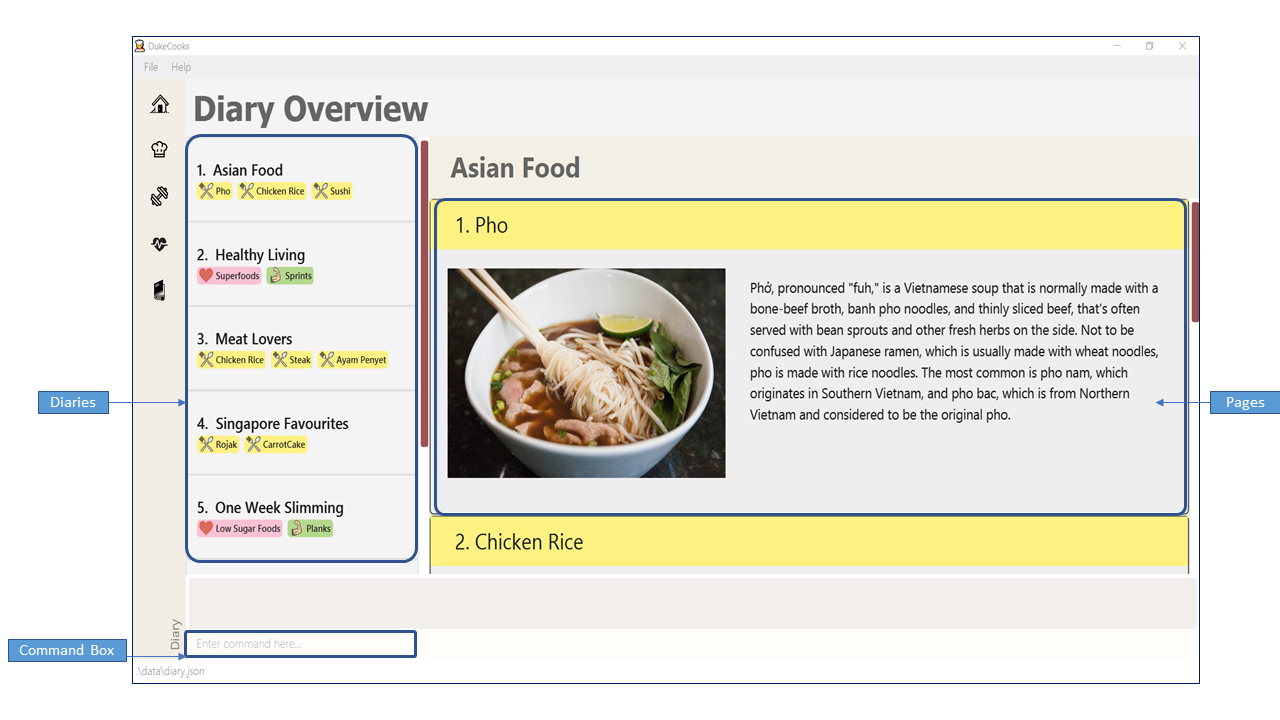 DukeCooks
File Help
Diary Overview
1. Asian Food
Pho Chicken Rice Sushi
2. Healthy Living
Superfoods Sprints
3. Meat Lovers
Chicken Rice Steak Ayam Penyet
4. Singapore Favourites
Rojak CarrotCake
5. One Week Slimming
Low Sugar Foods Planks
Asian Food
1. Pho
Phở, pronounced "fuh," is a Vietnamese soup that is normally made with a
bone-beef broth, banh pho noodles, and thinly sliced beef, that's often
served with bean sprouts and other fresh herbs on the side. Not to be
confused with Japanese ramen, which is usually made with wheat noodles,
pho is made with rice noodles. The most common is pho nam, which
originates in Southern Vietnam, and pho bac, which is from Northern
Vietnam and considered to be the original pho.
2. Chicken Rice
Diaries
Pages
Diary
Command Box
Enter command here...
.\data\diary.json